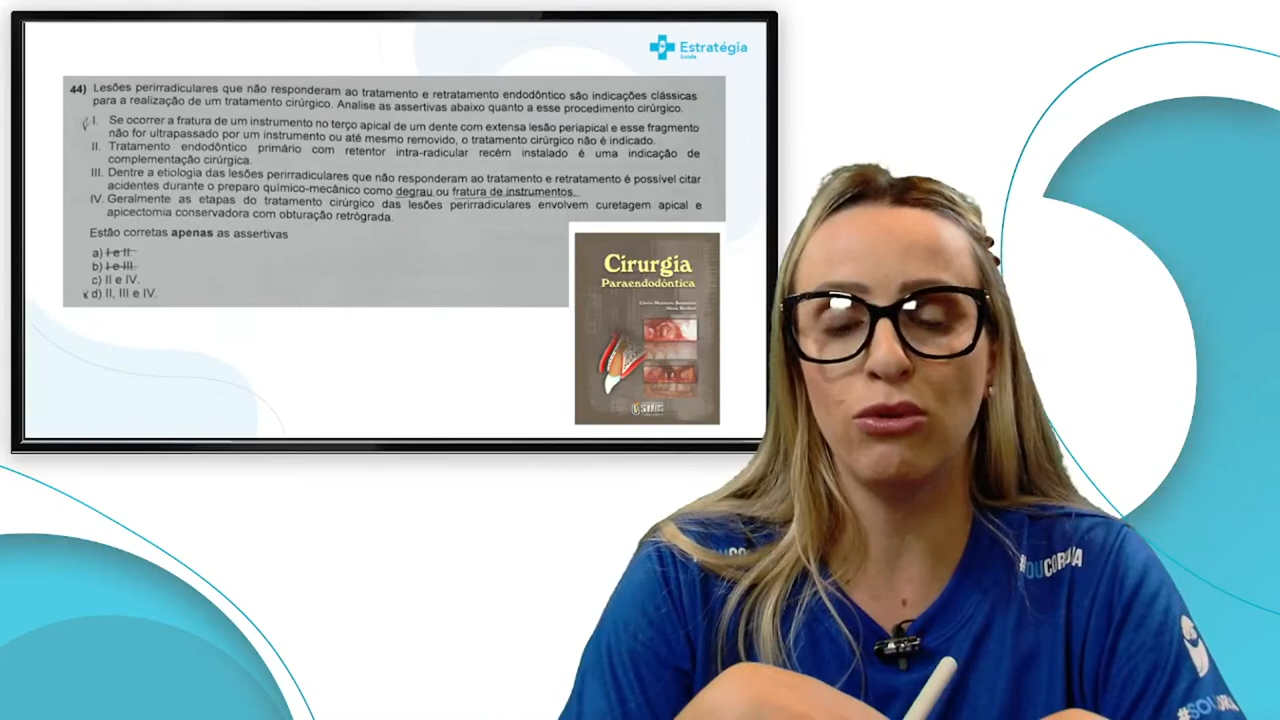 Estratégia
Saúde
44) Lesões perirradiculares que não responderam ao tratamento e retratamento endodôntico são indicações clássicas
para a realização de um tratamento cirúrgico. Analise as assertivas abaixo quanto a esse procedimento cirúrgico.
I. Se ocorrer a fratura de um instrumento no terço apical de um dente com extensa lesão periapical e esse fragmento
não for ultrapassado por um instrumento ou até mesmo removido, o tratamento cirúrgico não é indicado.
II. Tratamento endodôntico primário com retentor intra-radicular recém instalado é uma indicação de
complementação cirúrgica.
III. Dentre a etiologia das lesões perirradiculares que não responderam ao tratamento e retratamento é possível citar
acidentes durante o preparo químico-mecânico como degrau ou fratura de instrumentos.
IV. Geralmente as etapas do tratamento cirúrgico das lesões perirradiculares envolvem curetagem apical e
apicectomia conservadora com obturação retrógrada.
Estão corretas apenas as assertivas
a) I e II.
b) I e III.
c) II e IV.
d) II, III e IV.
Cirurgia
Paraendodôntica